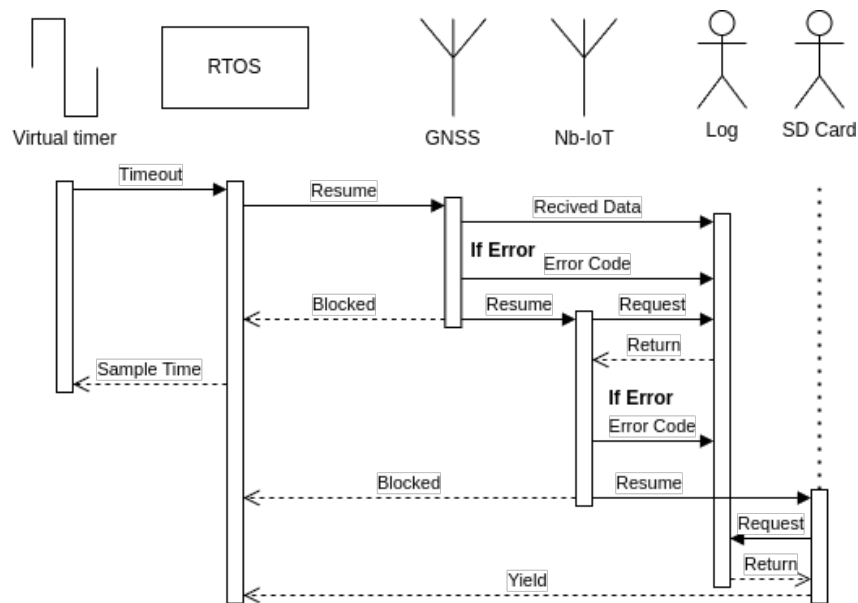 RTOS
Virtual timer
GNSS
Nb-IoT
Log
SD Card
Timeout
Resume
Recived Data
If Error
Error Code
Blocked
Resume
Request
Return
Sample Time
If Error
Error Code
Blocked
Resume
Request
Return
Yield